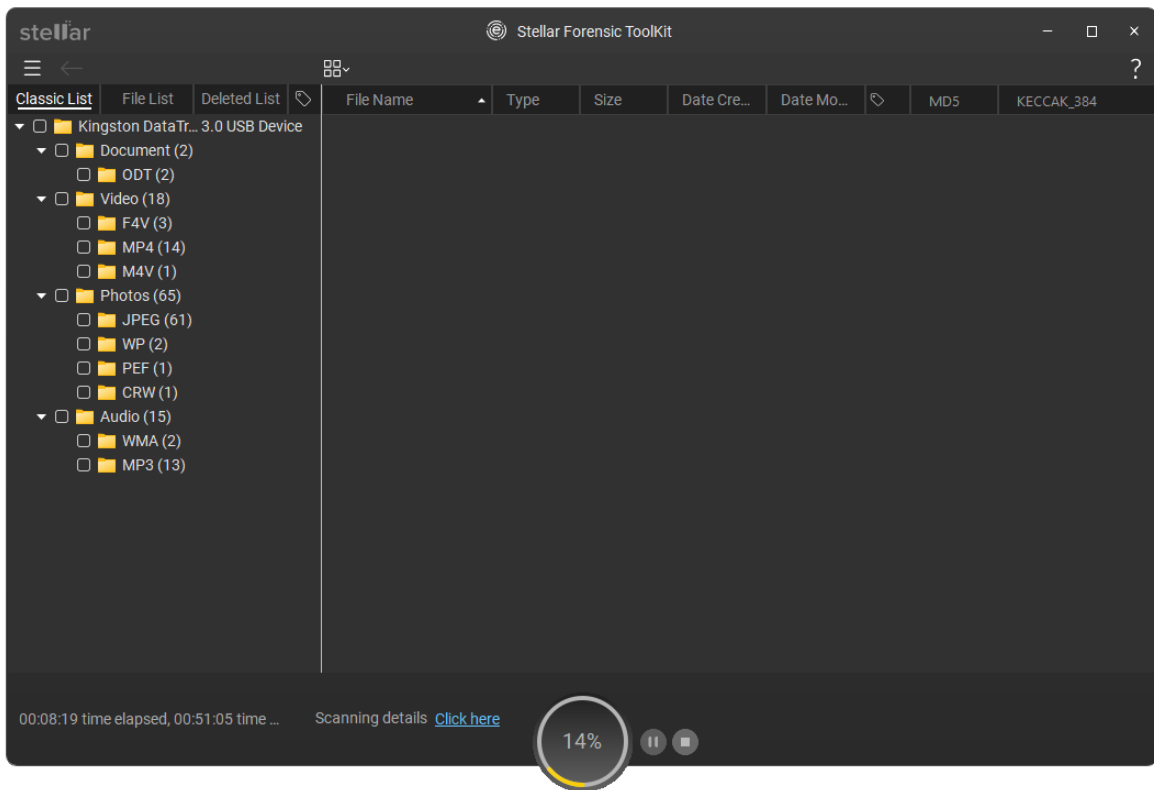 stellar
Stellar Forensic ToolKit
?
Classic List File List Deleted List
File Name Type Size Date Cre... Date Mo... MD5 KECCAK_384
Kingston DataTr... 3.0 USB Device
Document (2)
ODT (2)
Video (18)
F4V (3)
MP4 (14)
M4V (1)
Photos (65)
JPEG (61)
WP (2)
PEF (1)
CRW (1)
Audio (15)
WMA (2)
MP3 (13)
00:08:19 time elapsed, 00:51:05 time ... Scanning details Click here
14%